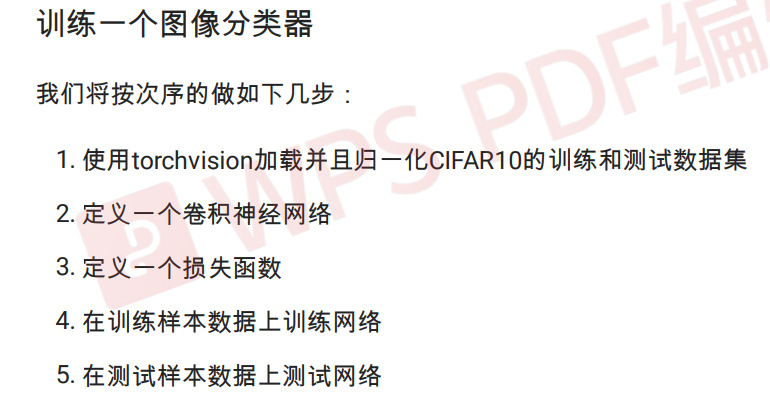 训练一个图像分类器
我们将按次序的做如下几步：
1. 使用torchvision加载并且归一化CIFAR10的训练和测试数据集
2. 定义一个卷积神经网络
3. 定义一个损失函数
4. 在训练样本数据上训练网络
5. 在测试样本数据上测试网络
WPS PDF编